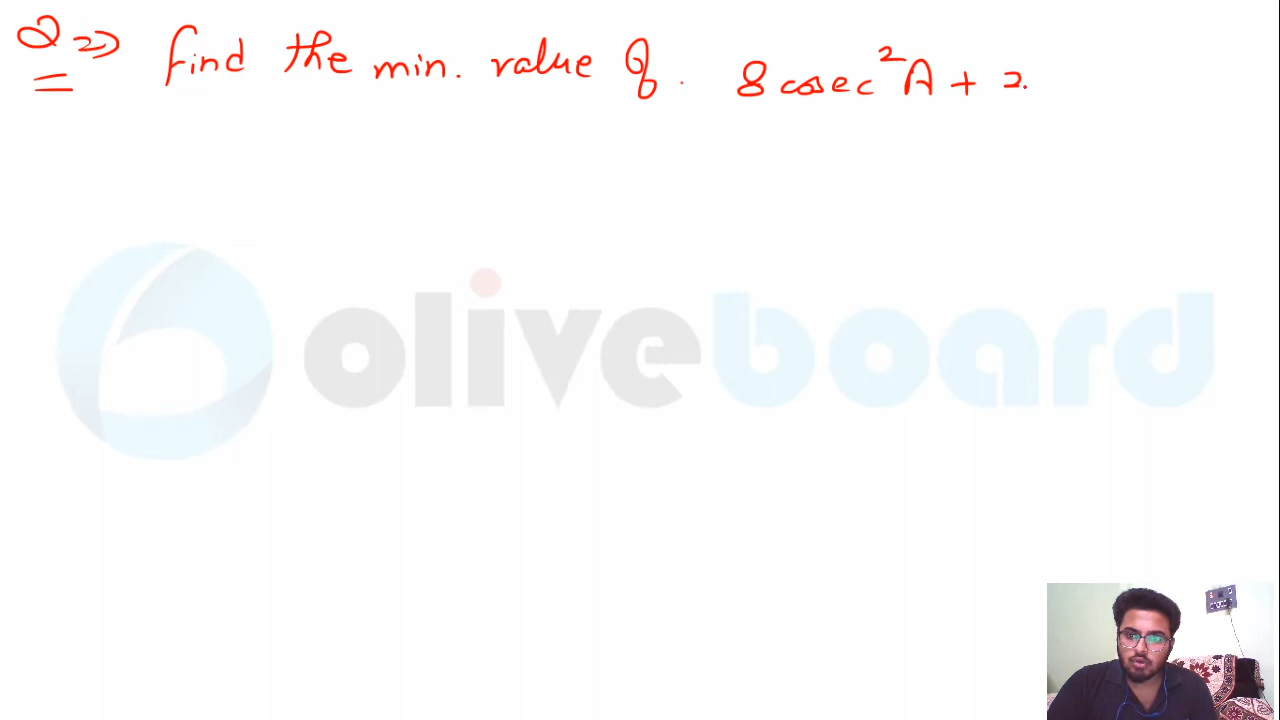 Q ⇒ find the min. value of. 8 cosec²A + 2
oliveboard